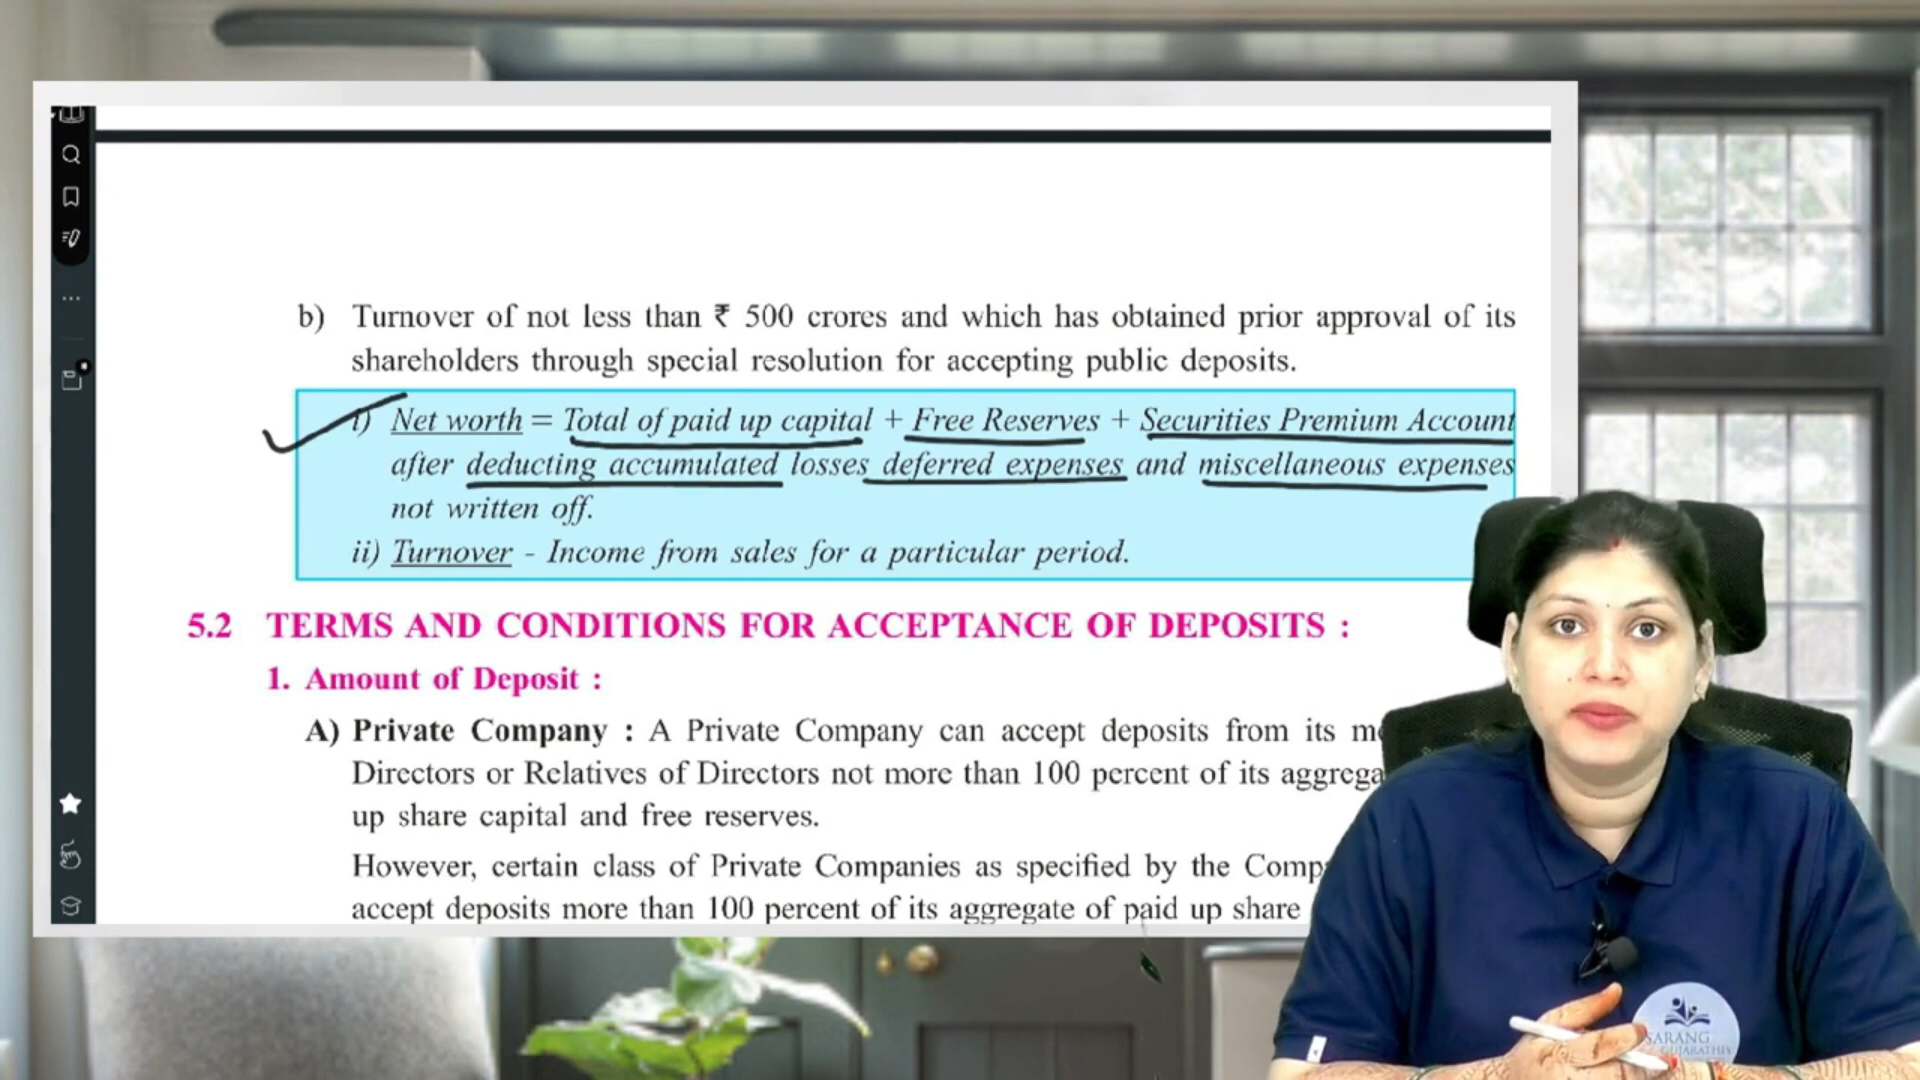 b) Turnover of not less than ₹ 500 crores and which has obtained prior approval of its
shareholders through special resolution for accepting public deposits.
i) Net worth = Total of paid up capital + Free Reserves + Securities Premium Account
after deducting accumulated losses deferred expenses and miscellaneous expenses
not written off.
ii) Turnover - Income from sales for a particular period.
5.2 TERMS AND CONDITIONS FOR ACCEPTANCE OF DEPOSITS :
1. Amount of Deposit :
A) Private Company : A Private Company can accept deposits from its
Directors or Relatives of Directors not more than 100 percent of its
up share capital and free reserves.
However, certain class of Private Companies as specified by the
accept deposits more than 100 percent of its aggregate of paid up share
SARANG
GUJARATHI